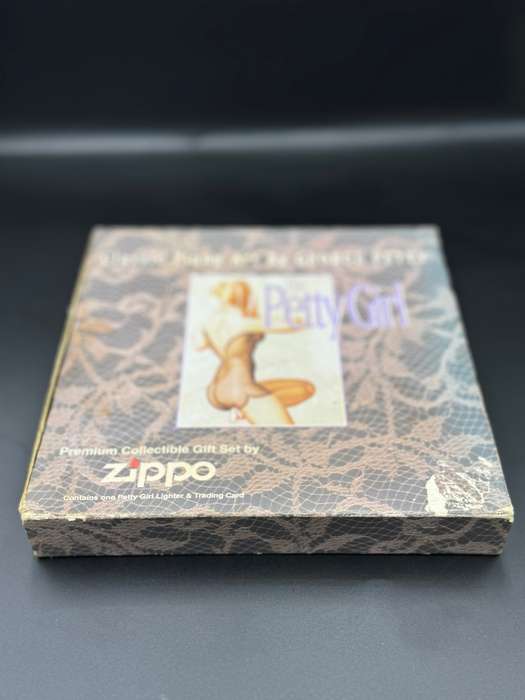 Petty Girl
Premium Collectible Gift Set by
zippo
Contains one Petty Girl Lighter & Trading Card